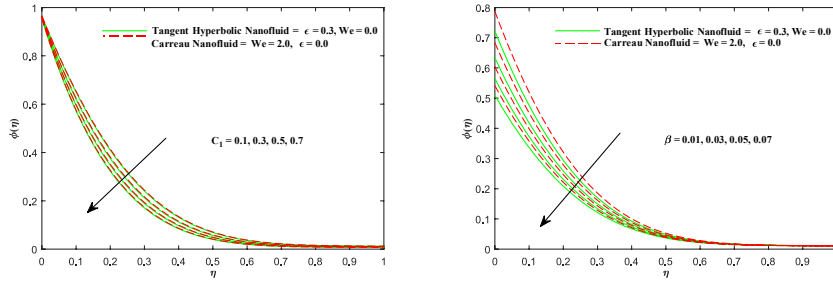 1
0.8
0.6
0.4
0.2
0
ϕ(η)
Tangent Hyperbolic Nanofluid = ϵ = 0.3, We = 0.0
Carreau Nanofluid = We = 2.0, ϵ = 0.0
C₁ = 0.1, 0.3, 0.5, 0.7
0 0.1 0.2 0.3 0.4 0.5 0.6 0.7 0.8 0.9 1
η
0.8
0.7
0.6
0.5
0.4
0.3
0.2
0.1
0
ϕ(η)
Tangent Hyperbolic Nanofluid = ϵ = 0.3, We = 0.0
Carreau Nanofluid = We = 2.0, ϵ = 0.0
β = 0.01, 0.03, 0.05, 0.07
0 0.1 0.2 0.3 0.4 0.5 0.6 0.7 0.8 0.9
η